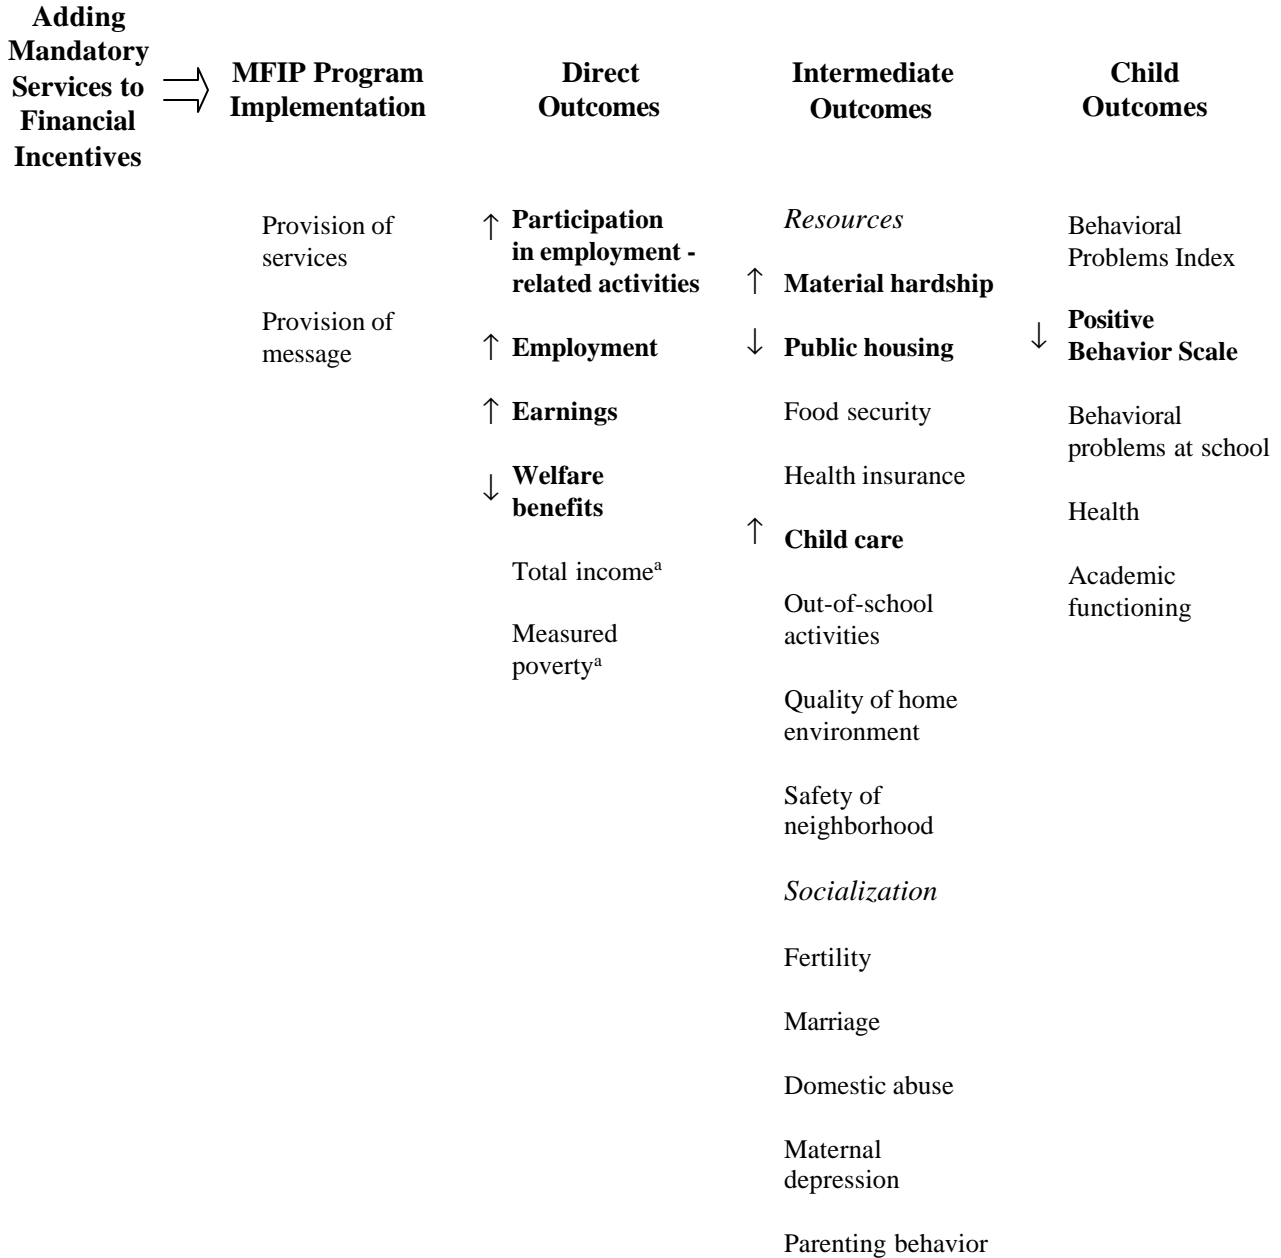 Adding
Mandatory
Services to
Financial
Incentives
MFIP Program
Implementation
Direct
Outcomes
Intermediate
Outcomes
Child
Outcomes
Provision of
services
Provision of
message
↑ Participation
in employment -
related activities
↑ Employment
↑ Earnings
↓ Welfare
benefits
Total incomeᵃ
Measured
povertyᵃ
Resources
↑ Material hardship
↓ Public housing
Food security
Health insurance
↑ Child care
Out-of-school
activities
Quality of home
environment
Safety of
neighborhood
Socialization
Fertility
Marriage
Domestic abuse
Maternal
depression
Parenting behavior
Behavioral
Problems Index
↓ Positive
Behavior Scale
Behavioral
problems at school
Health
Academic
functioning